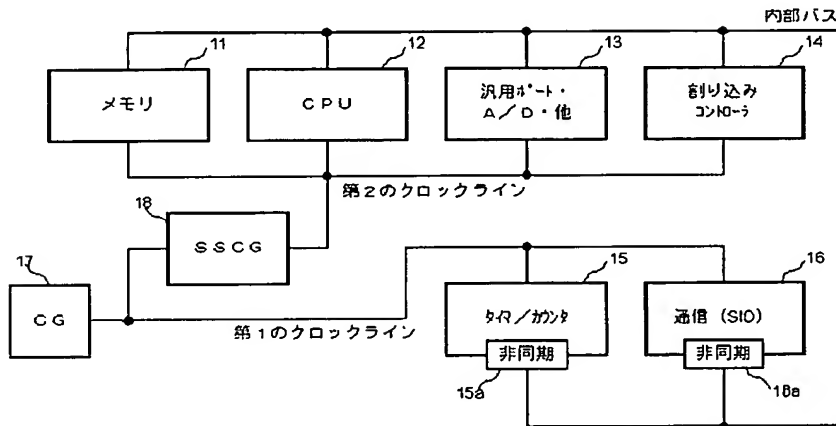 内部バス
11
12
13
14
メモリ
CPU
汎用ポート・
A/D・他
割り込み
コントローラ
第2のクロックライン
18
SSCG
17
CG
第1のクロックライン
15
16
タイマ/カウンタ
通信 (SIO)
非同期
非同期
15a
18a